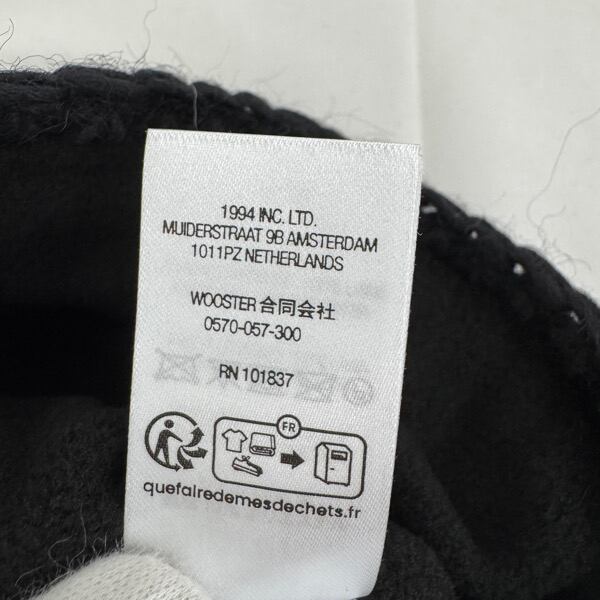 1994 INC. LTD.
MUIDERSTRAAT 9B AMSTERDAM
1011PZ NETHERLANDS
WOOSTER 合同会社
0570-057-300
RN 101837
FR
quefairedemesdechets.fr